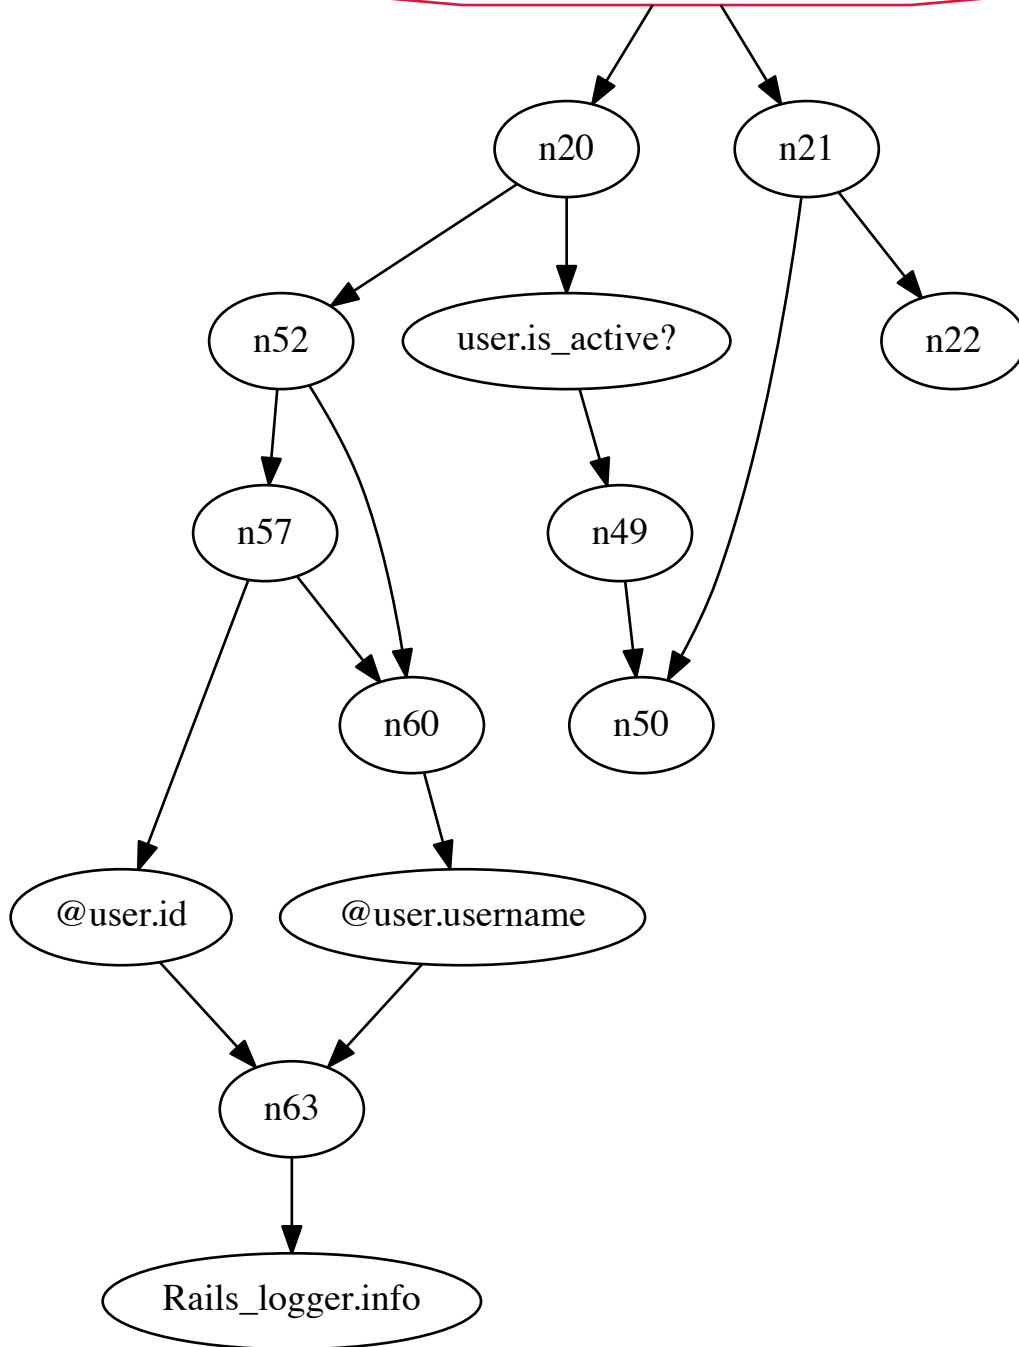 n20
n21
n52
user.is_active?
n22
n57
n49
n60
n50
@user.id
@user.username
n63
Rails_logger.info